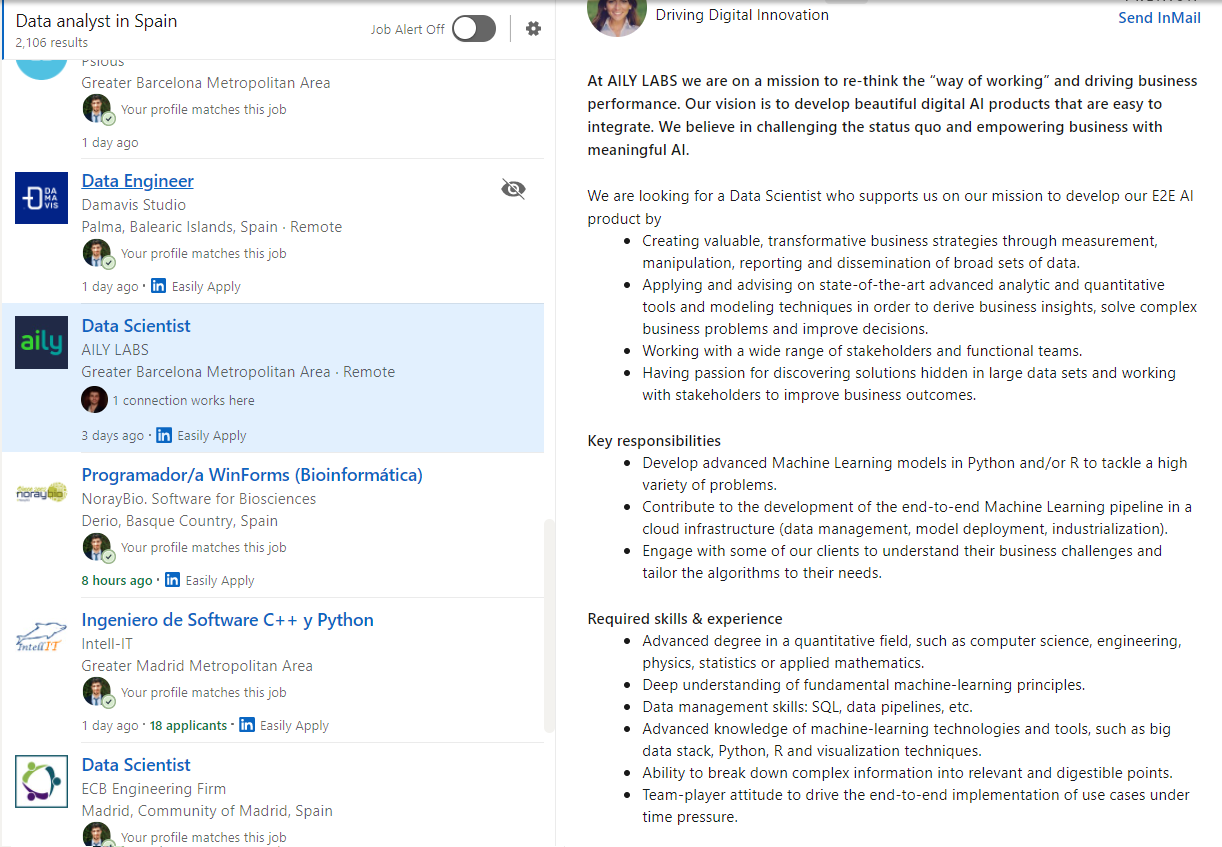 Data analyst in Spain
2,106 results
Job Alert Off
Psious
Greater Barcelona Metropolitan Area
Your profile matches this job
1 day ago
DA
MA
VIS
Data Engineer
Damavis Studio
Palma, Balearic Islands, Spain · Remote
Your profile matches this job
1 day ago · in Easily Apply
aily
Data Scientist
AILY LABS
Greater Barcelona Metropolitan Area · Remote
1 connection works here
3 days ago · in Easily Apply
noraybio
Programador/a WinForms (Bioinformática)
NorayBio. Software for Biosciences
Derio, Basque Country, Spain
Your profile matches this job
8 hours ago · in Easily Apply
IntellIT
Ingeniero de Software C++ y Python
Intell-IT
Greater Madrid Metropolitan Area
Your profile matches this job
1 day ago · 18 applicants · in Easily Apply
Data Scientist
ECB Engineering Firm
Madrid, Community of Madrid, Spain
Your profile matches this job
Driving Digital Innovation
Send InMail
At AILY LABS we are on a mission to re-think the “way of working” and driving business
performance. Our vision is to develop beautiful digital AI products that are easy to
integrate. We believe in challenging the status quo and empowering business with
meaningful AI.
We are looking for a Data Scientist who supports us on our mission to develop our E2E AI
product by
• Creating valuable, transformative business strategies through measurement,
manipulation, reporting and dissemination of broad sets of data.
• Applying and advising on state-of-the-art advanced analytic and quantitative
tools and modeling techniques in order to derive business insights, solve complex
business problems and improve decisions.
• Working with a wide range of stakeholders and functional teams.
• Having passion for discovering solutions hidden in large data sets and working
with stakeholders to improve business outcomes.
Key responsibilities
• Develop advanced Machine Learning models in Python and/or R to tackle a high
variety of problems.
• Contribute to the development of the end-to-end Machine Learning pipeline in a
cloud infrastructure (data management, model deployment, industrialization).
• Engage with some of our clients to understand their business challenges and
tailor the algorithms to their needs.
Required skills & experience
• Advanced degree in a quantitative field, such as computer science, engineering,
physics, statistics or applied mathematics.
• Deep understanding of fundamental machine-learning principles.
• Data management skills: SQL, data pipelines, etc.
• Advanced knowledge of machine-learning technologies and tools, such as big
data stack, Python, R and visualization techniques.
• Ability to break down complex information into relevant and digestible points.
• Team-player attitude to drive the end-to-end implementation of use cases under
time pressure.